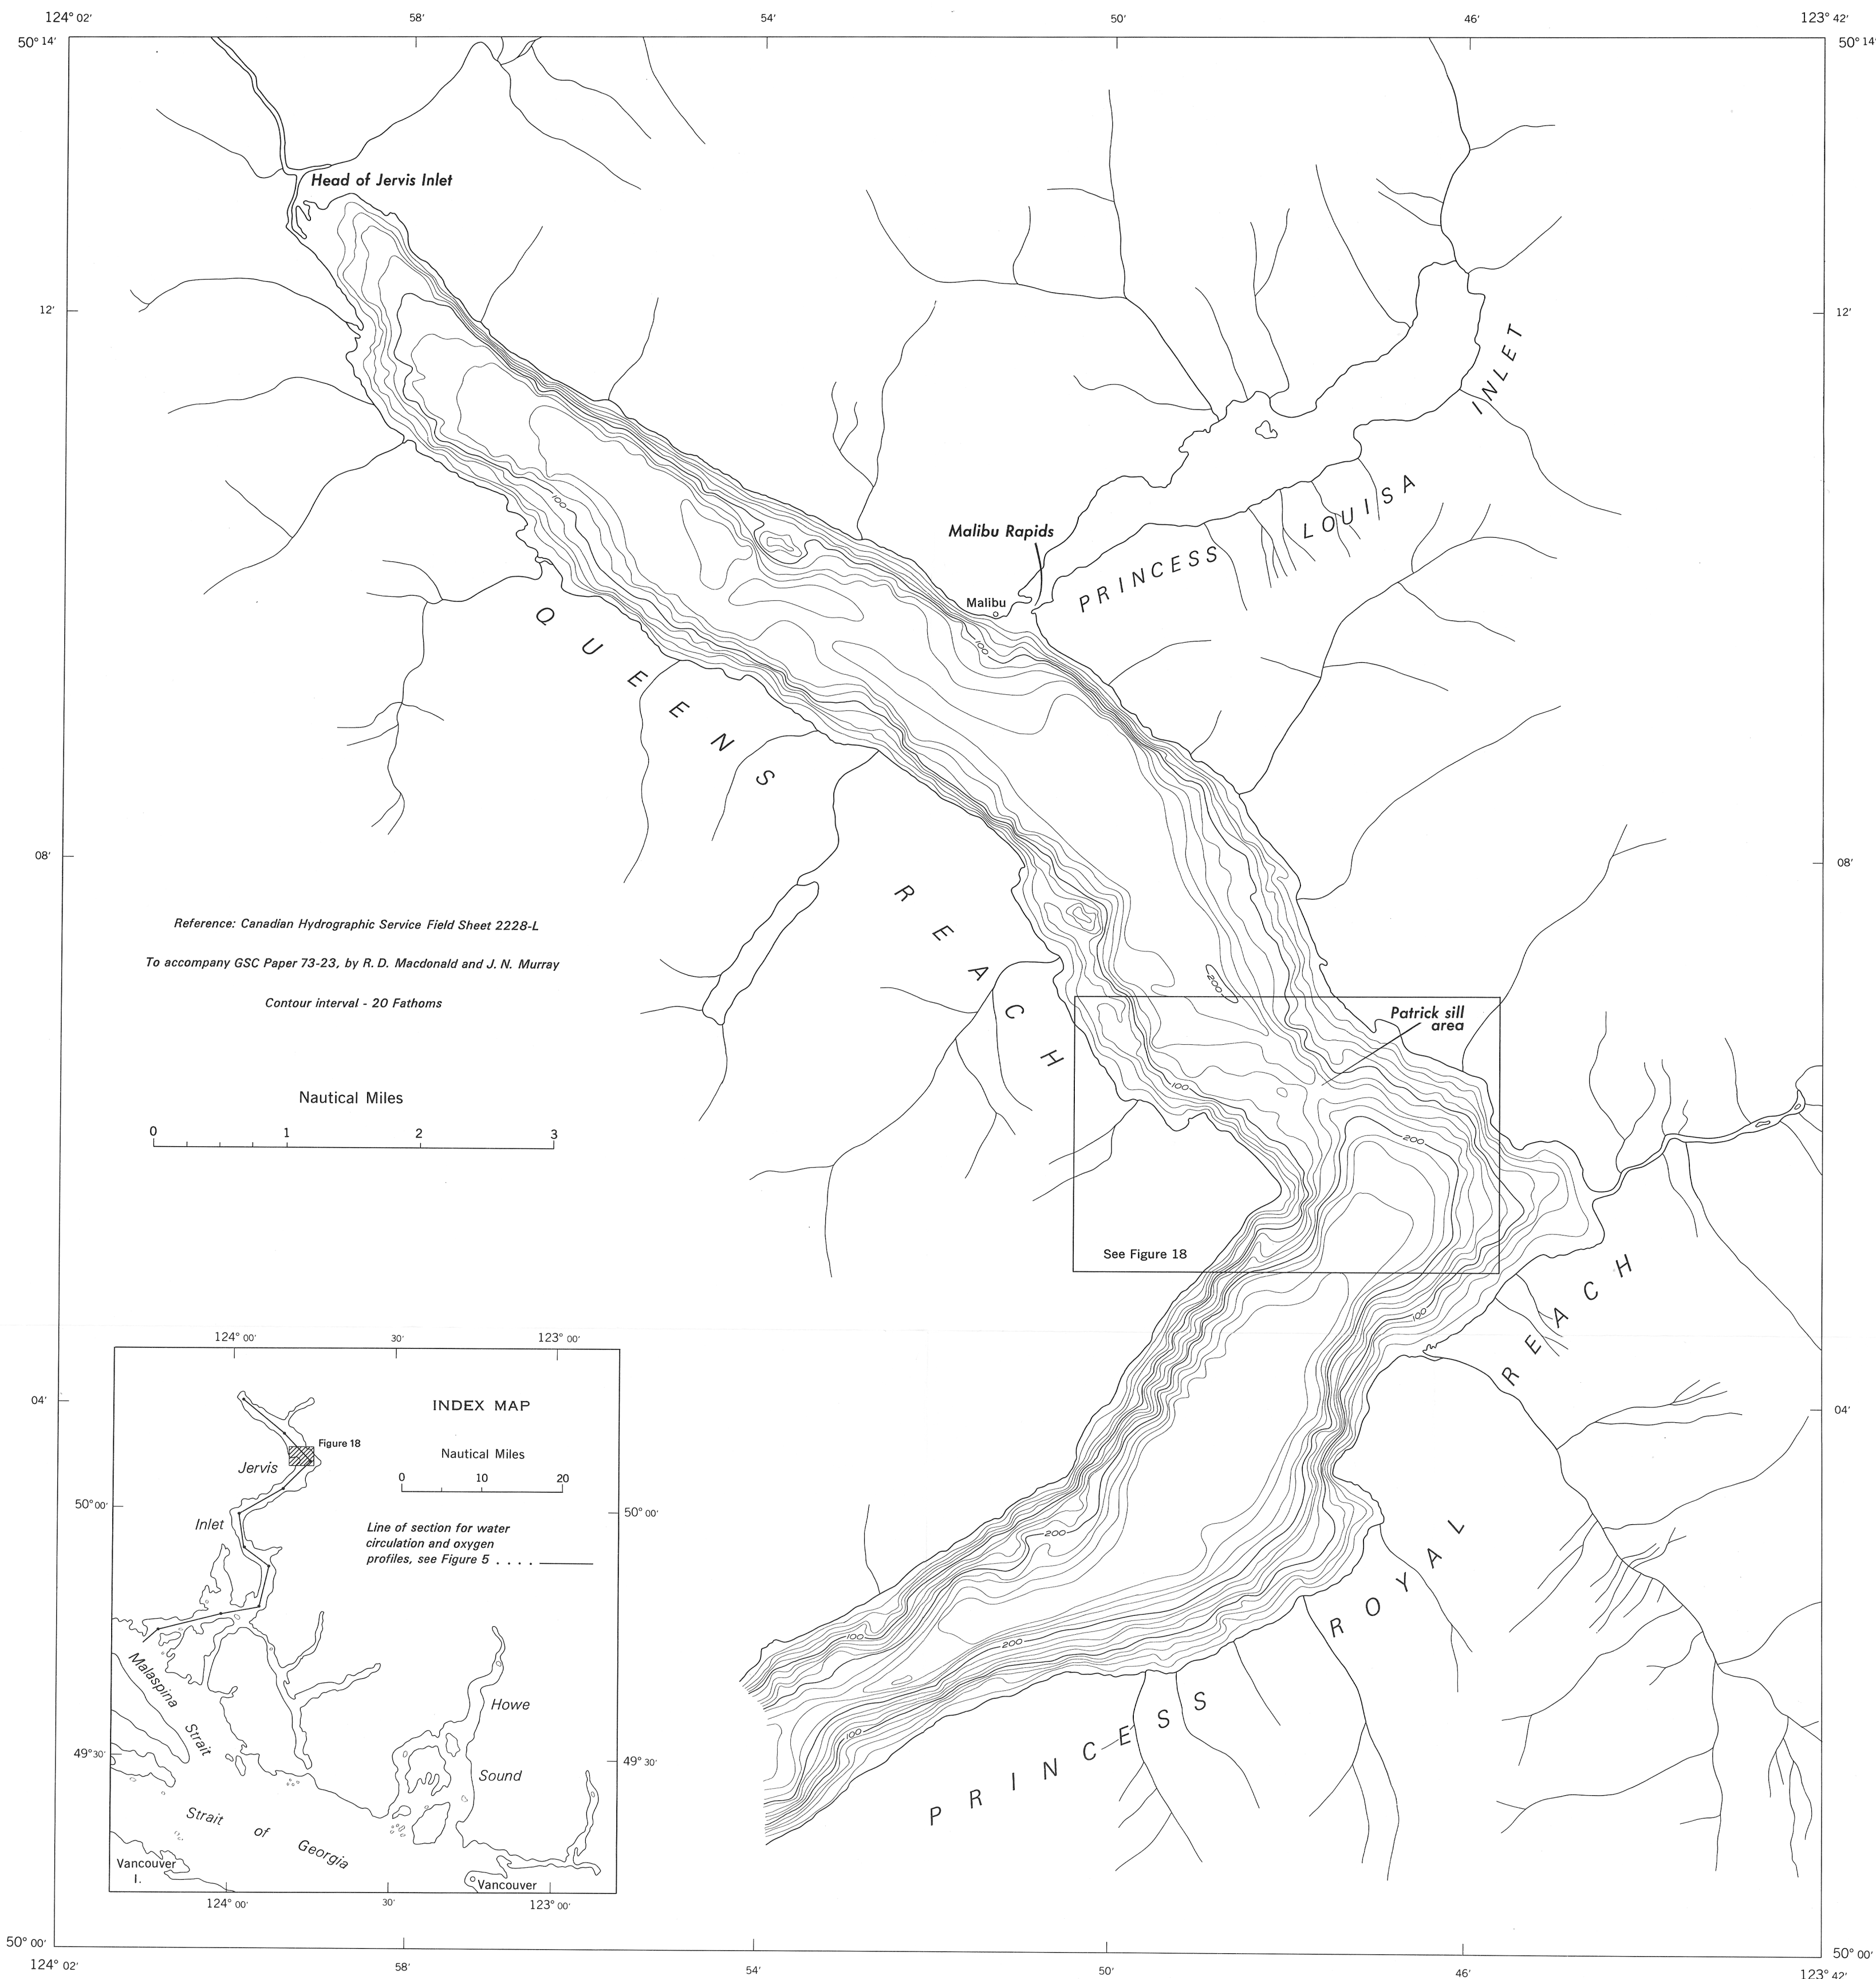 124° 02′
58′
54′
50′
46′
123° 42′
50° 14′
50° 14′
Head of Jervis Inlet
12′
12′
INLET
LOUISA
PRINCESS
Malibu Rapids
Malibu
QUEENS
REACH
08′
08′
100
100
200
Patrick sill
area
100
200
See Figure 18
100
Reference: Canadian Hydrographic Service Field Sheet 2228-L
To accompany GSC Paper 73-23, by R. D. Macdonald and J. N. Murray
Contour interval - 20 Fathoms
Nautical Miles
0 1 2 3
REACH
ROYAL
PRINCESS
04′
04′
200
100
200
100
124° 00′
30′
123° 00′
INDEX MAP
Nautical Miles
0 10 20
Figure 18
Jervis
Inlet
50° 00′
50° 00′
Line of section for water
circulation and oxygen
profiles, see Figure 5 . . . .
Malaspina
Strait
Howe
Sound
49° 30′
49° 30′
Strait of Georgia
Vancouver
I.
Vancouver
124° 00′
30′
123° 00′
50° 00′
50° 00′
124° 02′
58′
54′
50′
46′
123° 42′